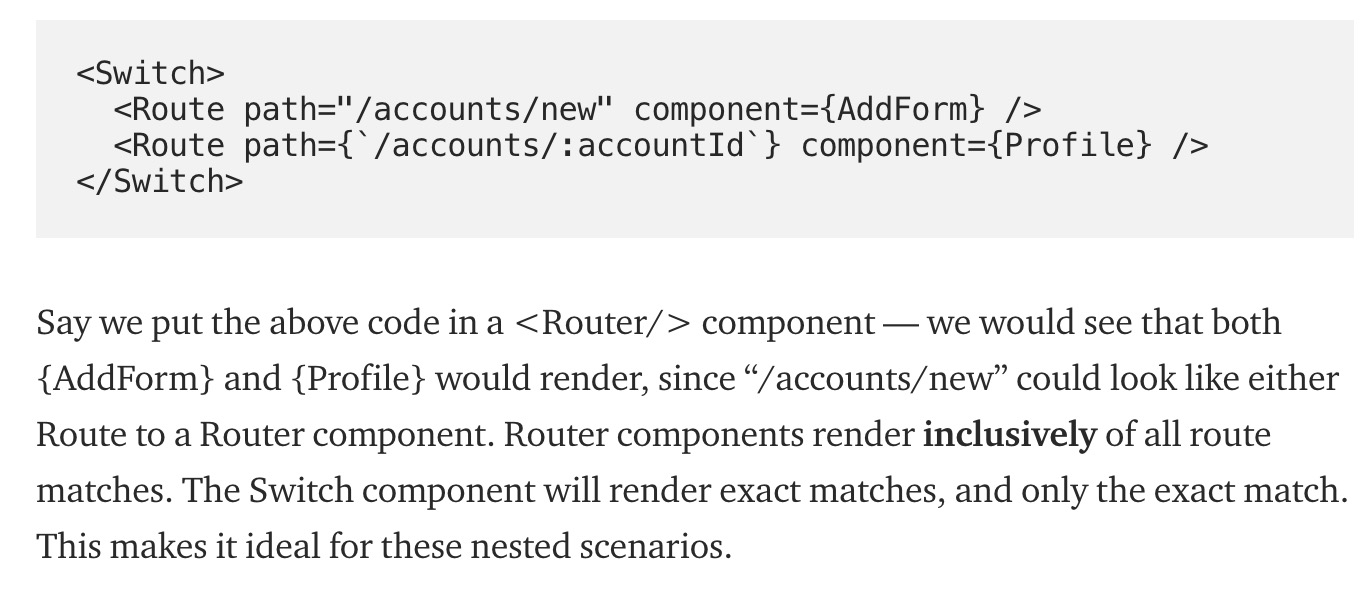 <Switch>
  <Route path="/accounts/new" component={AddForm} />
  <Route path={`/accounts/:accountId`} component={Profile} />
</Switch>
Say we put the above code in a <Router/> component — we would see that both
{AddForm} and {Profile} would render, since “/accounts/new” could look like either
Route to a Router component. Router components render inclusively of all route
matches. The Switch component will render exact matches, and only the exact match.
This makes it ideal for these nested scenarios.